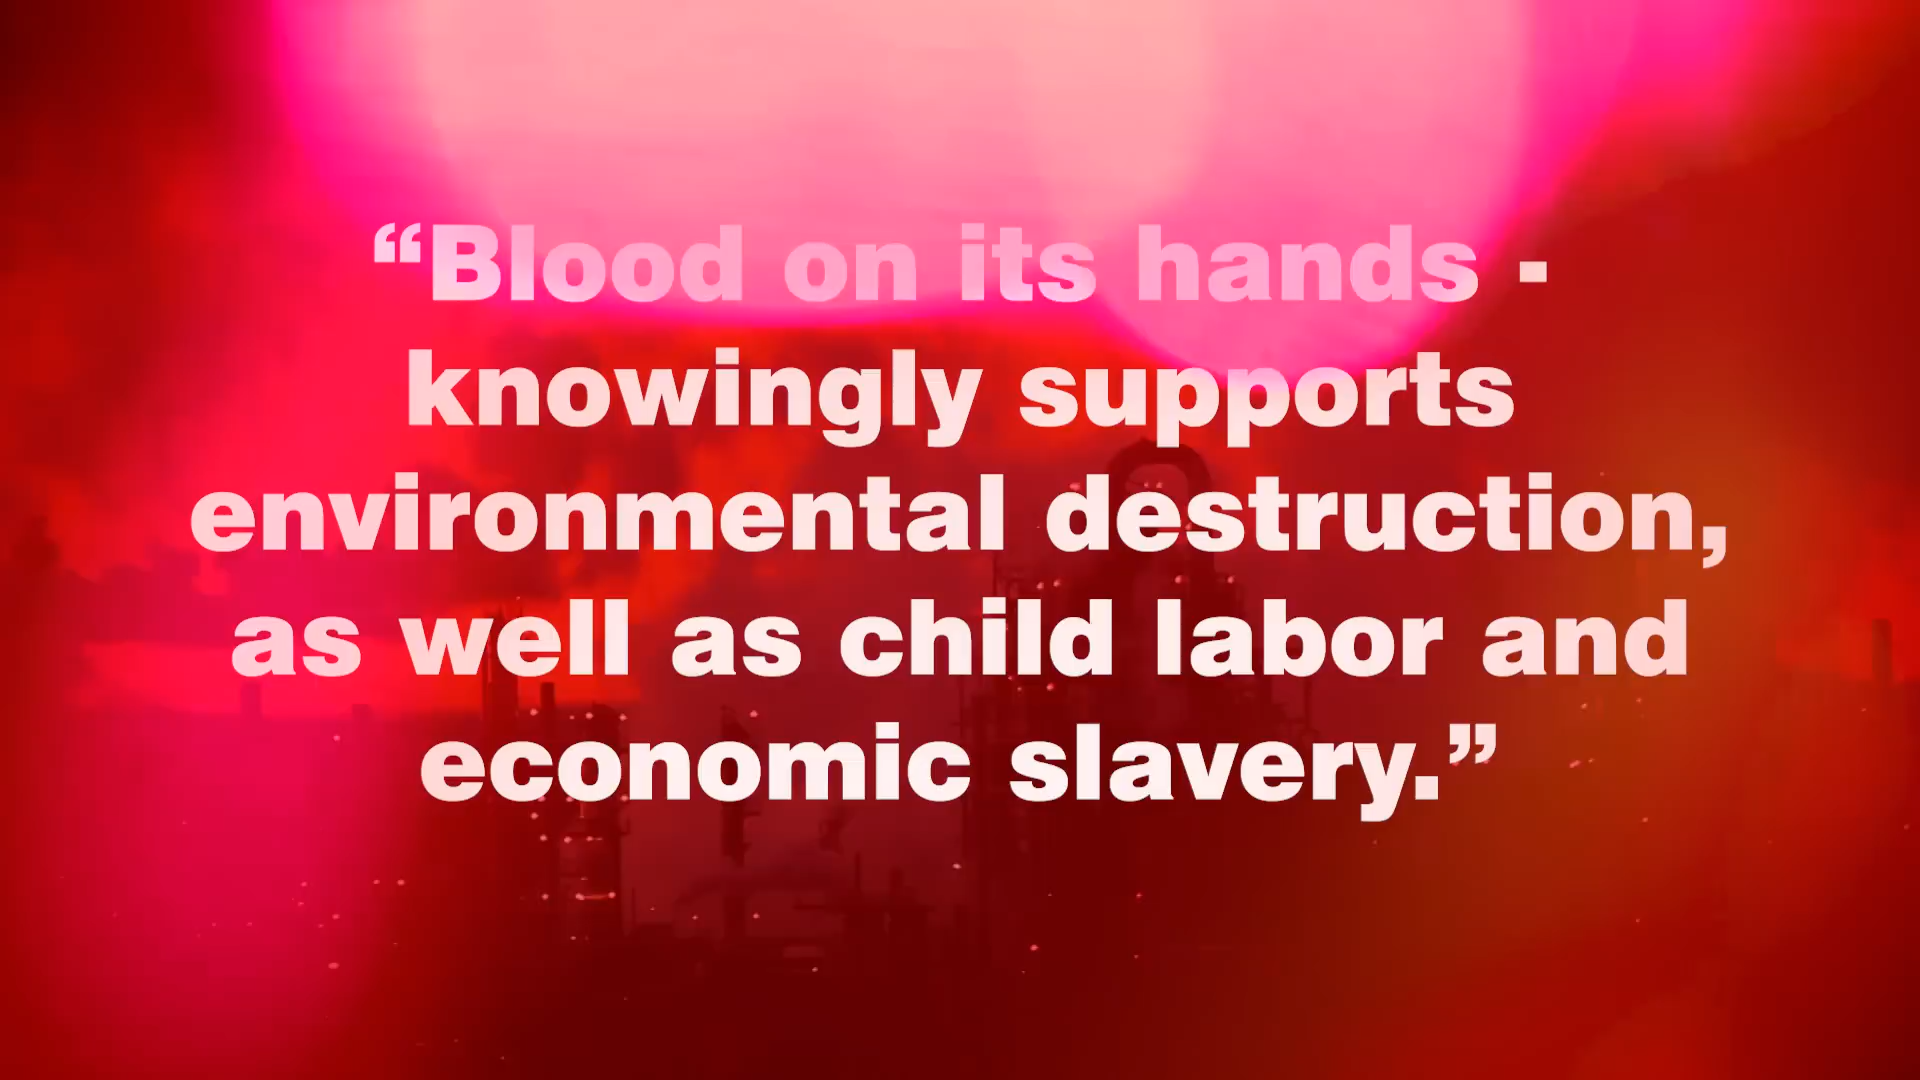 “Blood on its hands -
knowingly supports
environmental destruction,
as well as child labor and
economic slavery.”